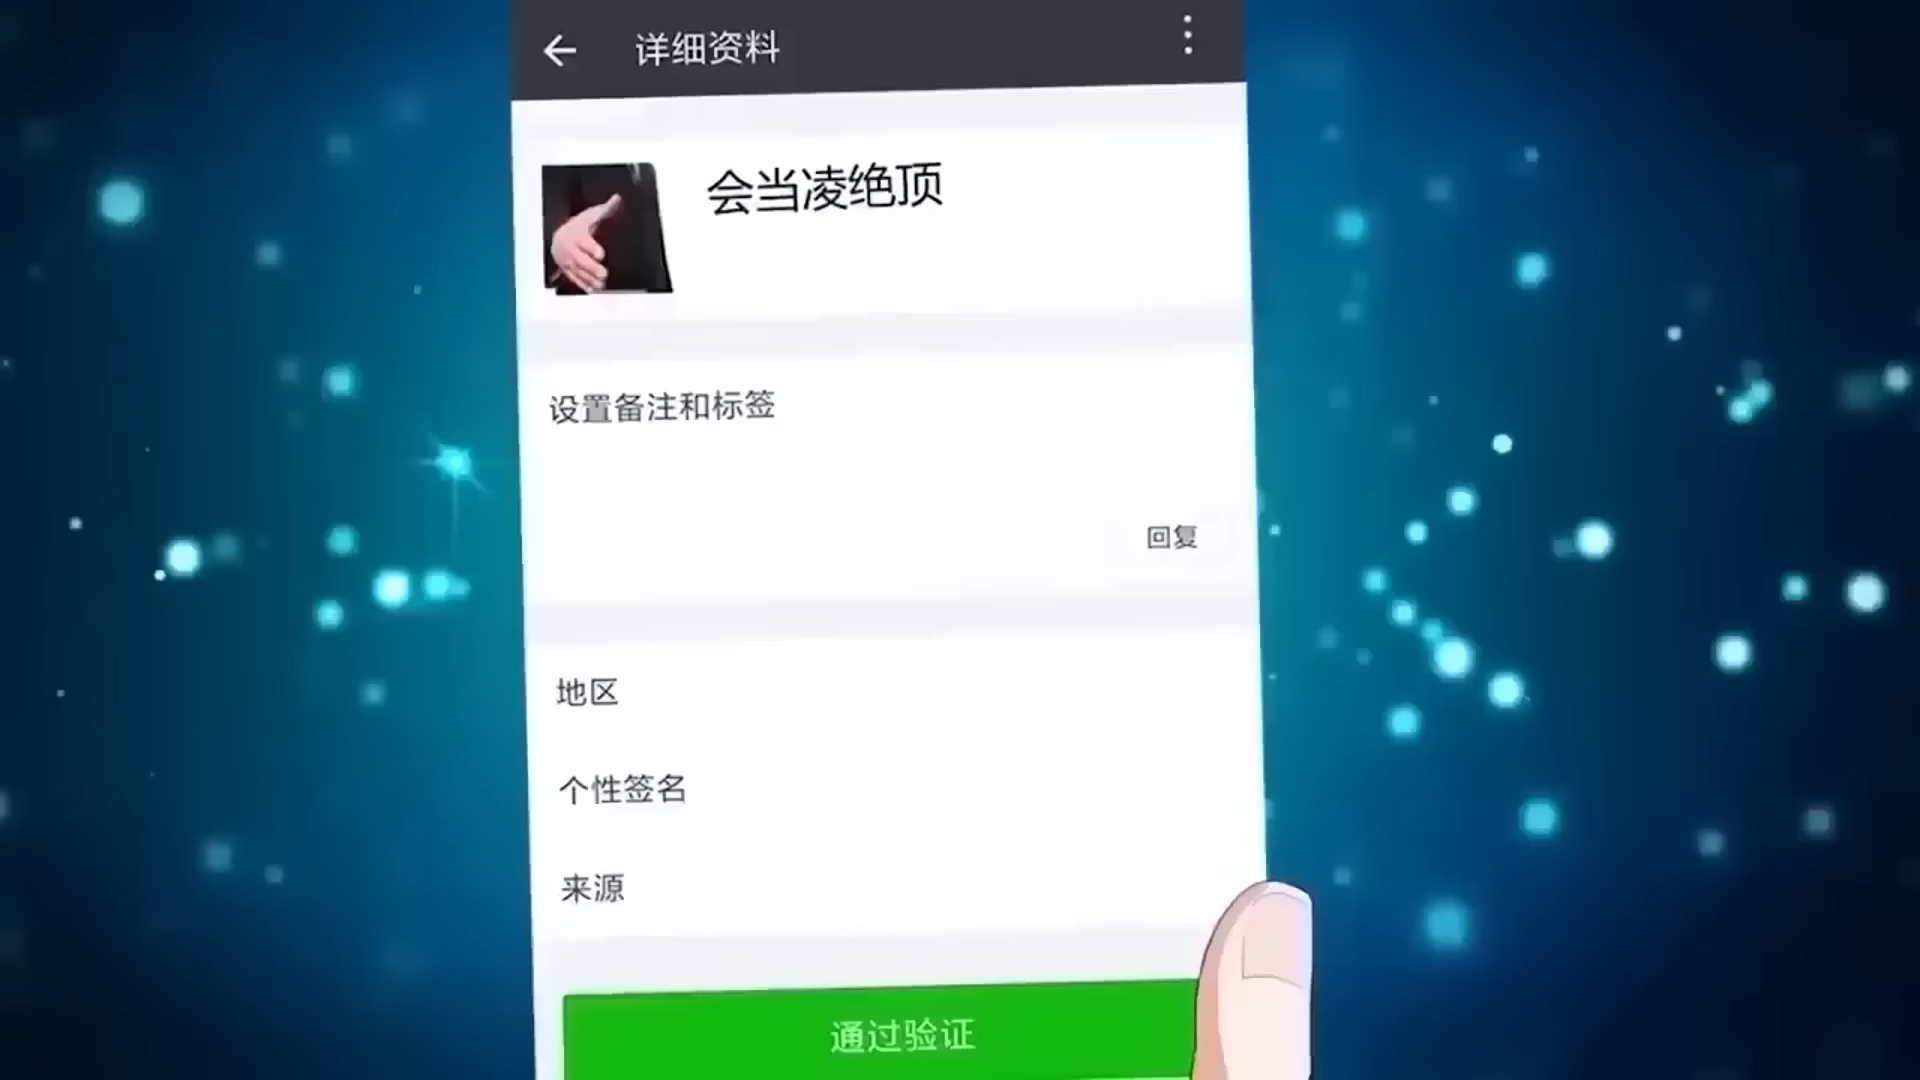 详细资料
会当凌绝顶
设置备注和标签
回复
地区
个性签名
来源
通过验证